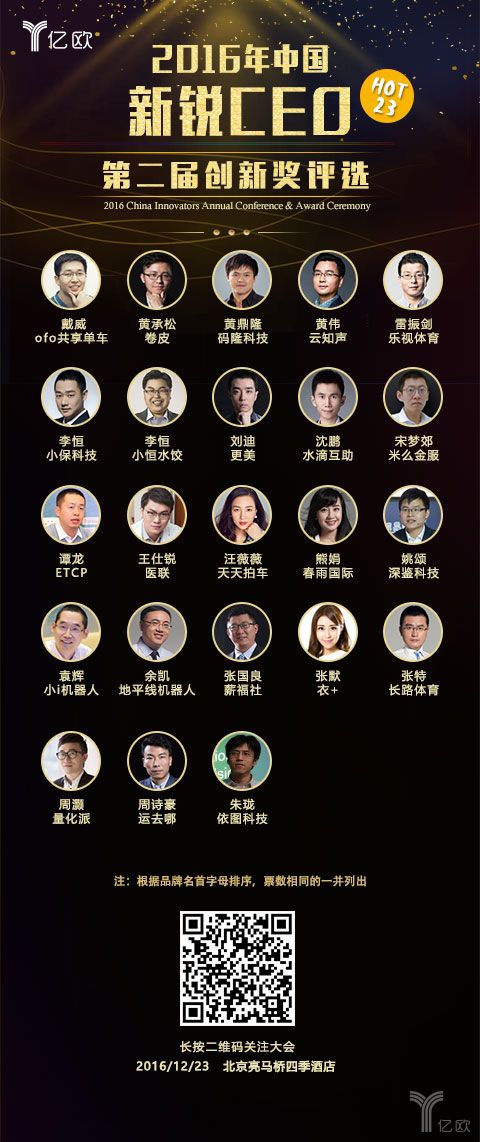 亿欧
2016年中国
新锐CEO
HOT
23
第二届创新奖评选
2016 China Innovators Annual Conference & Award Ceremony
戴威 黄承松 黄鼎隆 黄伟 雷振剑
ofo共享单车 卷皮 码隆科技 云知声 乐视体育
李恒 李恒 刘迪 沈鹏 宋梦郊
小保科技 小恒水饺 更美 水滴互助 米么金服
谭龙 王仕锐 汪薇薇 熊娟 姚颂
ETCP 医联 天天拍车 春雨国际 深鉴科技
袁辉 余凯 张国良 张默 张特
小i机器人 地平线机器人 薪福社 衣+ 长路体育
周灏 周诗豪 朱珑
量化派 运去哪 依图科技
注：根据品牌名首字母排序，票数相同的一并列出
长按二维码关注大会
2016/12/23 北京亮马桥四季酒店
亿欧